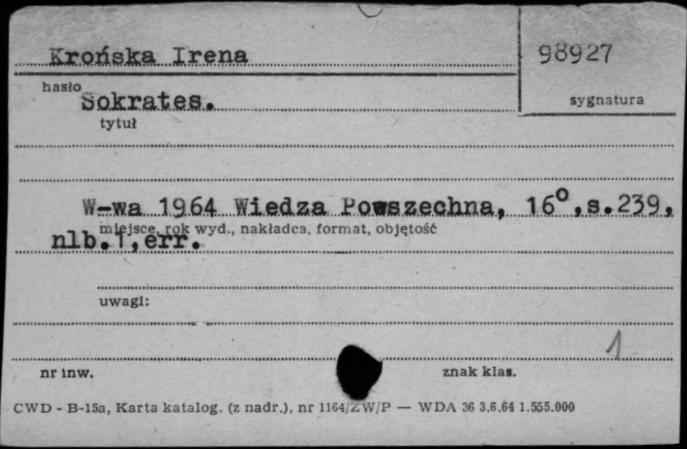 Krońska Irena
98927
hasło
sygnatura
Sokrates.
tytuł
W-wa 1964 Wiedza Powszechna, 16°,s.239,
miejsce, rok wyd., nakładca, format, objętość
nlb.1,err.
uwagi:
1
nr inw.
znak klas.
CWD - B-15a, Karta katalog. (z nadr.), nr 1164/ZW/P — WDA 36 3.6.64 1.555.000